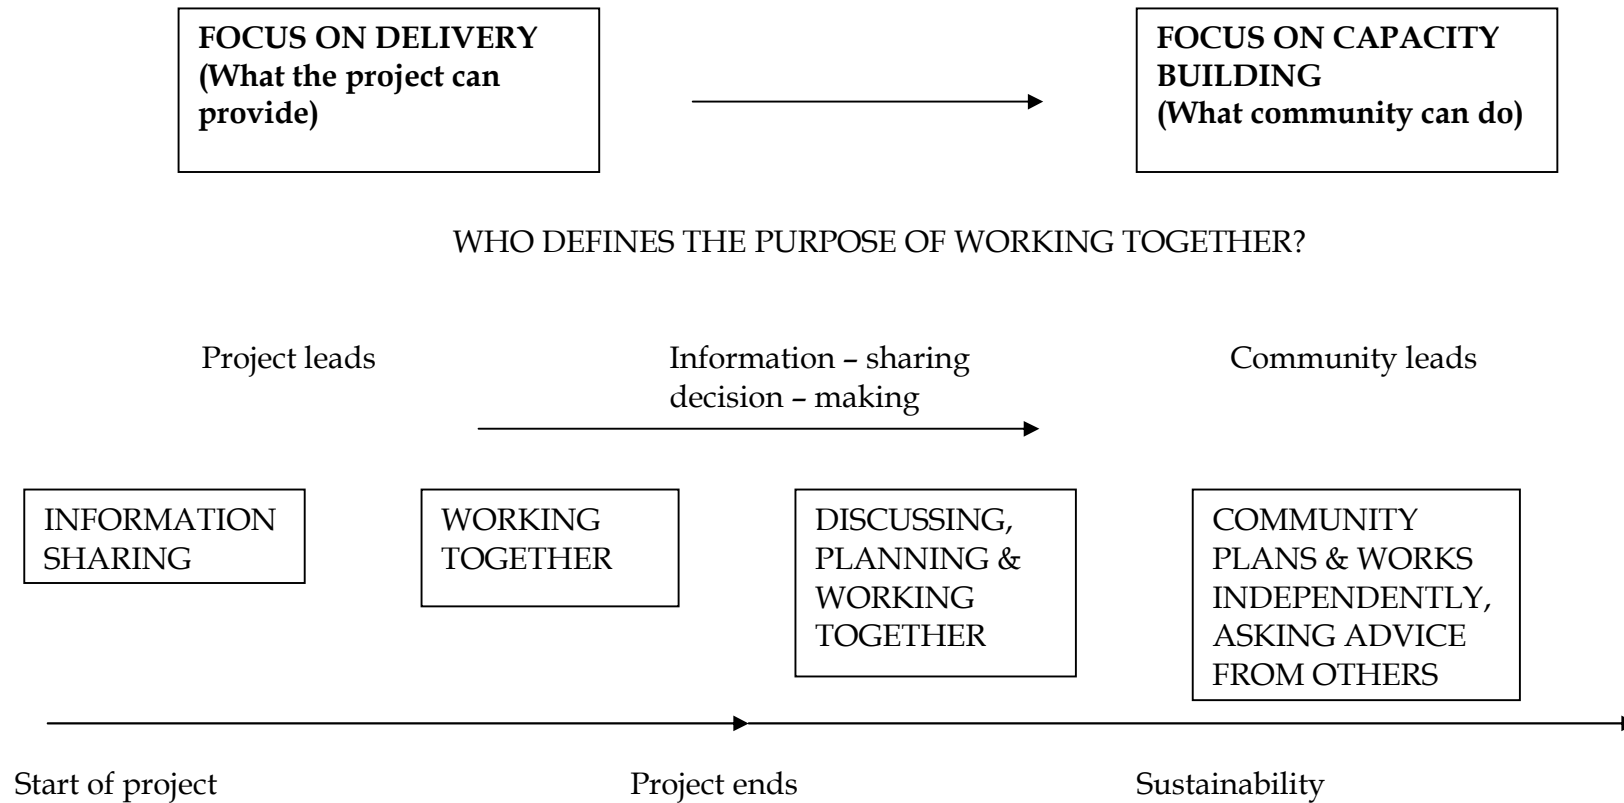 FOCUS ON DELIVERY
(What the project can
provide)
FOCUS ON CAPACITY
BUILDING
(What community can do)
WHO DEFINES THE PURPOSE OF WORKING TOGETHER?
Project leads
Information – sharing
decision – making
Community leads
INFORMATION
SHARING
WORKING
TOGETHER
DISCUSSING,
PLANNING &
WORKING
TOGETHER
COMMUNITY
PLANS & WORKS
INDEPENDENTLY,
ASKING ADVICE
FROM OTHERS
Start of project
Project ends
Sustainability